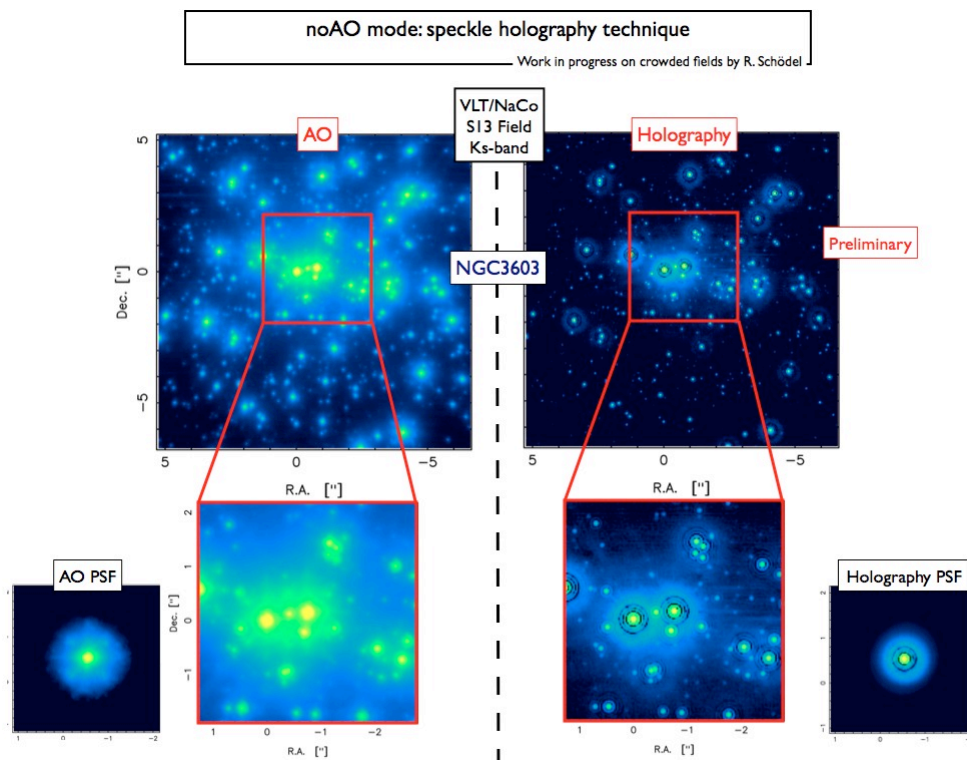 noAO mode: speckle holography technique
Work in progress on crowded fields by R. Schödel
VLT/NaCo
S13 Field
Ks-band
AO
Holography
NGC3603
Preliminary
5
0
−5
Dec. ["]
5 0 −5
R.A. ["]
5 0 −5
R.A. ["]
AO PSF
2
1
0
−1
0 −1 −2
2
1
0
−1
Dec. ["]
1 0 −1 −2
R.A. ["]
1 0 −1 −2
R.A. ["]
Holography PSF
2
1
0
−1
0 −1 −2